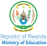 Republic of Rwanda
Ministry of Education